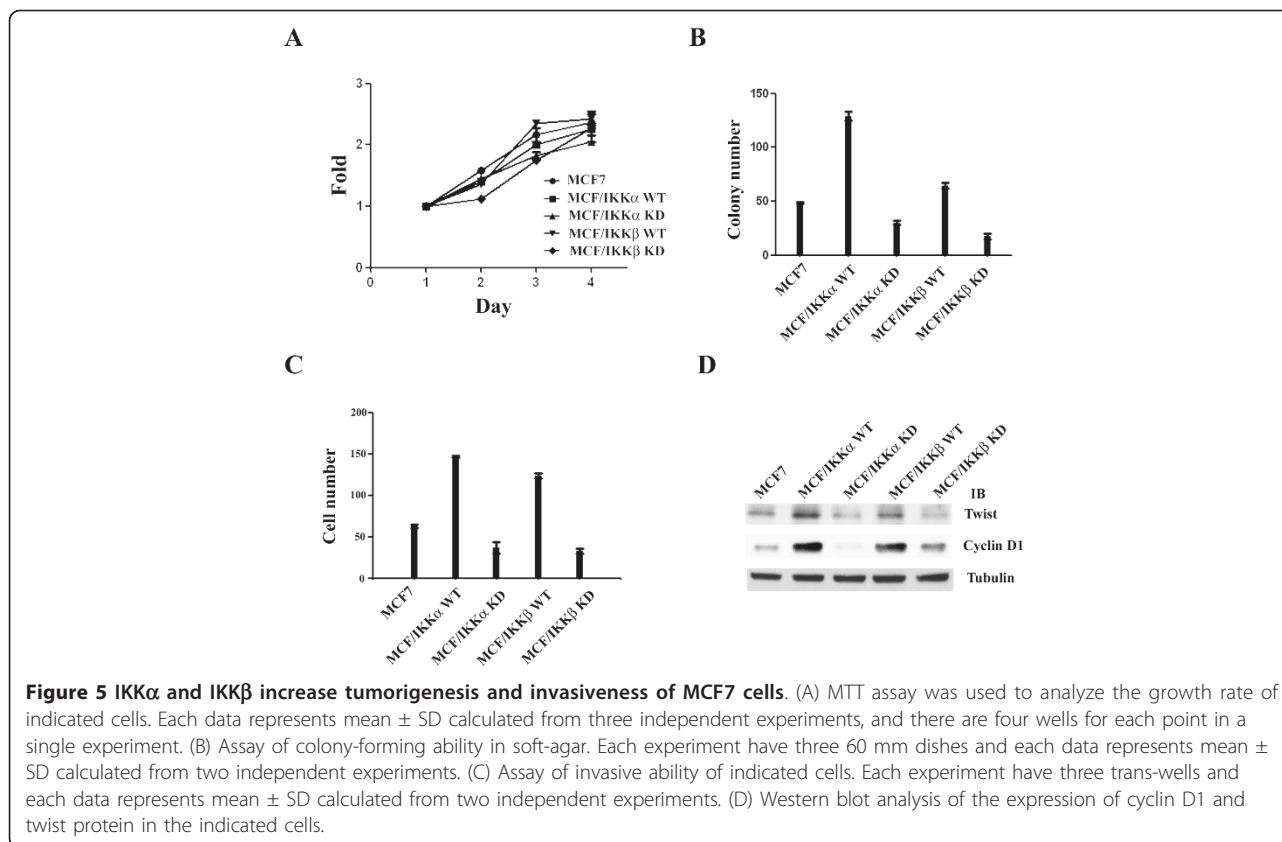 A
3
2
1
0
Fold
0 1 2 3 4
Day
MCF7
MCF/IKKα WT
MCF/IKKα KD
MCF/IKKβ WT
MCF/IKKβ KD
B
150
100
50
0
Colony number
MCF7
MCF/IKKα WT
MCF/IKKα KD
MCF/IKKβ WT
MCF/IKKβ KD
C
200
150
100
50
0
Cell number
MCF7
MCF/IKKα WT
MCF/IKKα KD
MCF/IKKβ WT
MCF/IKKβ KD
D
MCF7
MCF/IKKα WT
MCF/IKKα KD
MCF/IKKβ WT
MCF/IKKβ KD
IB
Twist
Cyclin D1
Tubulin
Figure 5 IKKα and IKKβ increase tumorigenesis and invasiveness of MCF7 cells. (A) MTT assay was used to analyze the growth rate of
indicated cells. Each data represents mean ± SD calculated from three independent experiments, and there are four wells for each point in a
single experiment. (B) Assay of colony-forming ability in soft-agar. Each experiment have three 60 mm dishes and each data represents mean ±
SD calculated from two independent experiments. (C) Assay of invasive ability of indicated cells. Each experiment have three trans-wells and
each data represents mean ± SD calculated from two independent experiments. (D) Western blot analysis of the expression of cyclin D1 and
twist protein in the indicated cells.